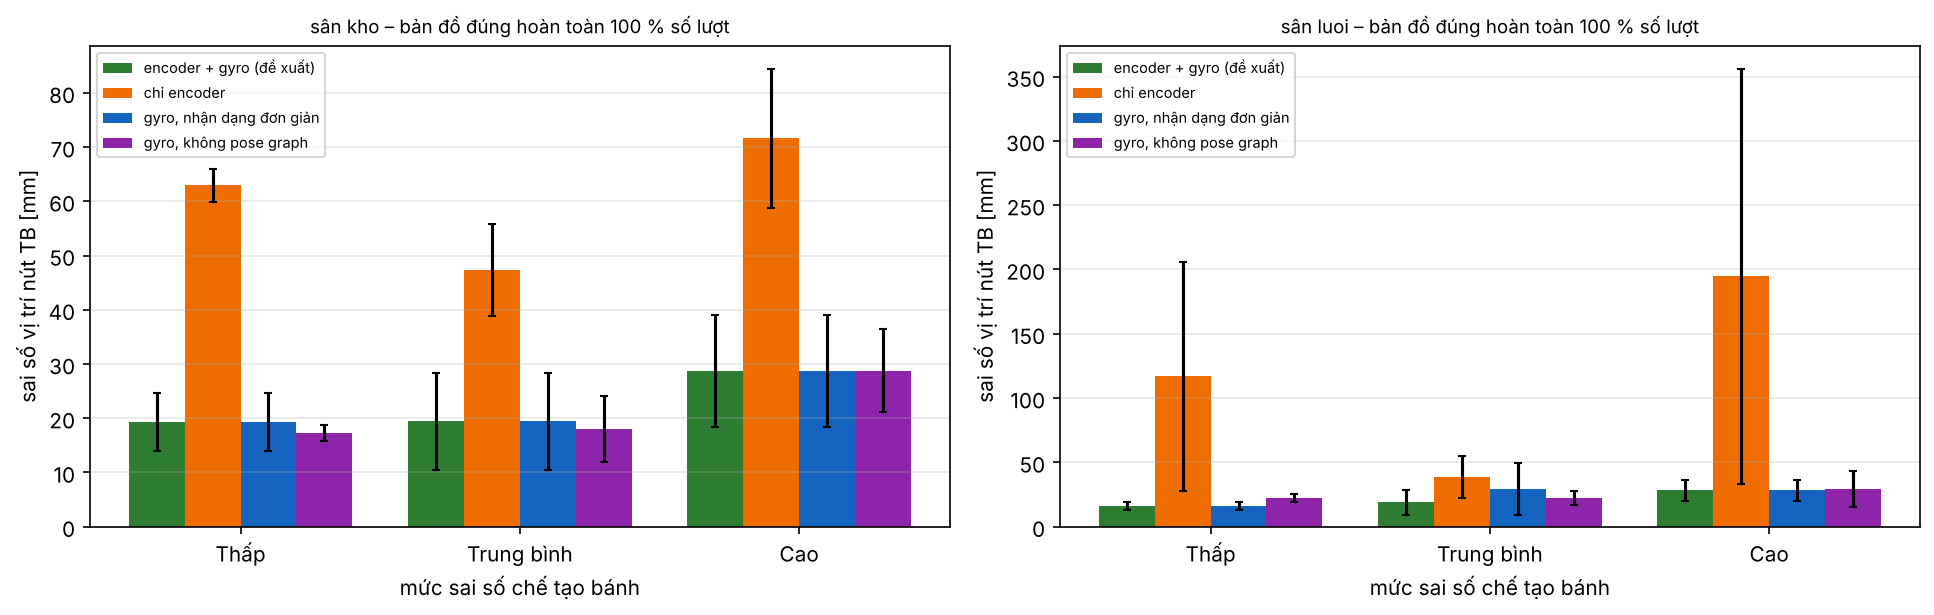 sân kho – bản đồ đúng hoàn toàn 100 % số lượt
encoder + gyro (đề xuất)
chỉ encoder
gyro, nhận dạng đơn giản
gyro, không pose graph
sai số vị trí nút TB [mm]
80
70
60
50
40
30
20
10
0
Thấp
Trung bình
Cao
mức sai số chế tạo bánh
sân luoi – bản đồ đúng hoàn toàn 100 % số lượt
encoder + gyro (đề xuất)
chỉ encoder
gyro, nhận dạng đơn giản
gyro, không pose graph
sai số vị trí nút TB [mm]
350
300
250
200
150
100
50
0
Thấp
Trung bình
Cao
mức sai số chế tạo bánh